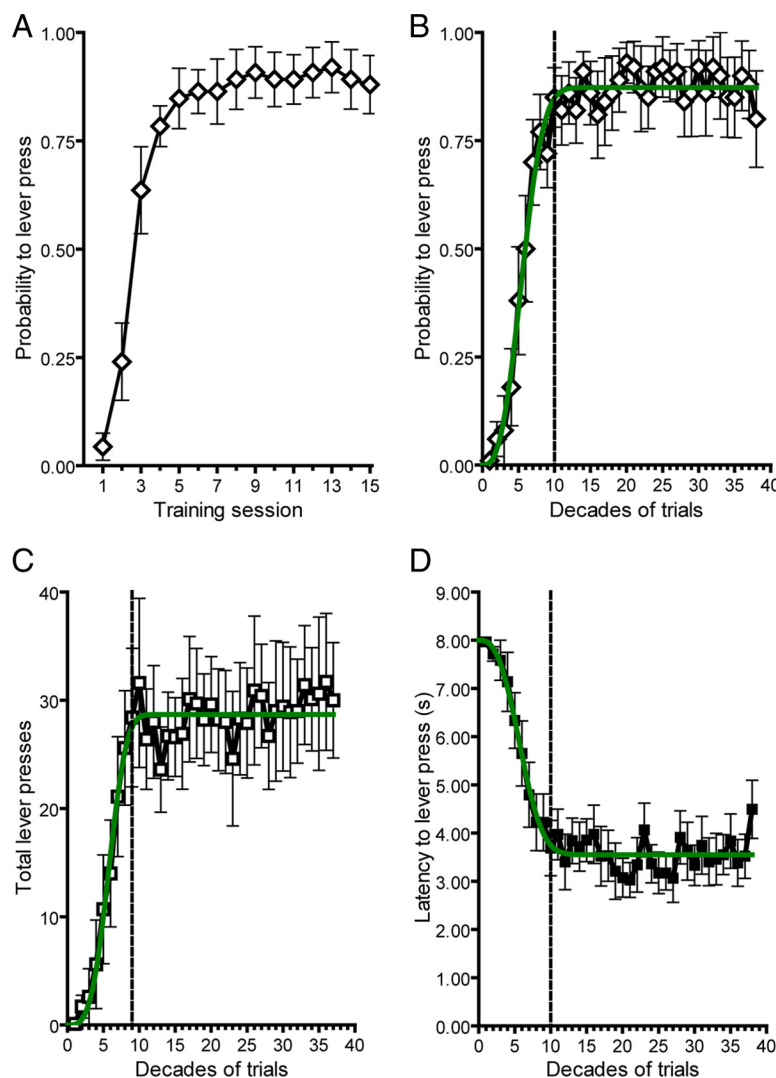 A
1.00
0.75
0.50
0.25
0.00
Probability to lever press
1 3 5 7 9 11 13 15
Training session
B
1.00
0.75
0.50
0.25
0.00
Probability to lever press
0 5 10 15 20 25 30 35 40
Decades of trials
C
40
30
20
10
0
Total lever presses
0 5 10 15 20 25 30 35 40
Decades of trials
D
9.00
8.00
7.00
6.00
5.00
4.00
3.00
2.00
1.00
0.00
Latency to lever press (s)
0 5 10 15 20 25 30 35 40
Decades of trials